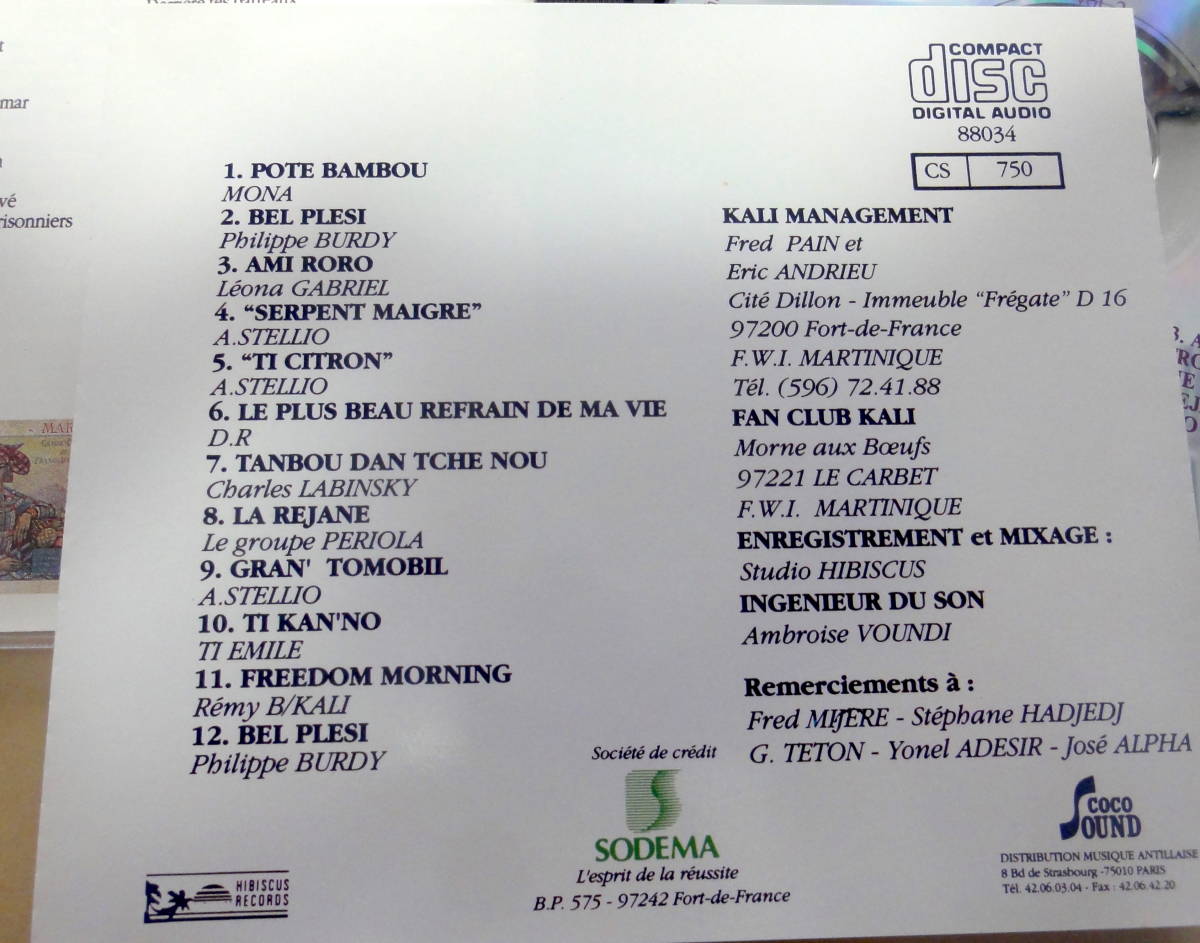 COMPACT
disc
DIGITAL AUDIO
88034
CS 750
1. POTE BAMBOU
MONA
2. BEL PLESI
Philippe BURDY
3. AMI RORO
Léona GABRIEL
4. “SERPENT MAIGRE”
A.STELLIO
5. “TI CITRON”
A.STELLIO
6. LE PLUS BEAU REFRAIN DE MA VIE
D.R
7. TANBOU DAN TCHE NOU
Charles LABINSKY
8. LA REJANE
Le groupe PERIOLA
9. GRAN' TOMOBIL
A.STELLIO
10. TI KAN'NO
TI EMILE
11. FREEDOM MORNING
Rémy B/KALI
12. BEL PLESI
Philippe BURDY
KALI MANAGEMENT
Fred PAIN et
Eric ANDRIEU
Cité Dillon - Immeuble “Frégate” D 16
97200 Fort-de-France
F.W.I. MARTINIQUE
Tél. (596) 72.41.88
FAN CLUB KALI
Morne aux Bœufs
97221 LE CARBET
F.W.I. MARTINIQUE
ENREGISTREMENT et MIXAGE :
Studio HIBISCUS
INGENIEUR DU SON
Ambroise VOUNDI
Remerciements à :
Fred MIJERE - Stéphane HADJEDJ
G. TETON - Yonel ADESIR - José ALPHA
Société de crédit
SODEMA
L'esprit de la réussite
B.P. 575 - 97242 Fort-de-France
HIBISCUS
RECORDS
COCO
SOUND
DISTRIBUTION MUSIQUE ANTILLAISE
8 Bd de Strasbourg -75010 PARIS
Tél. 42.06.03.04 - Fax : 42.06.42.20
mar
vé
risonniers